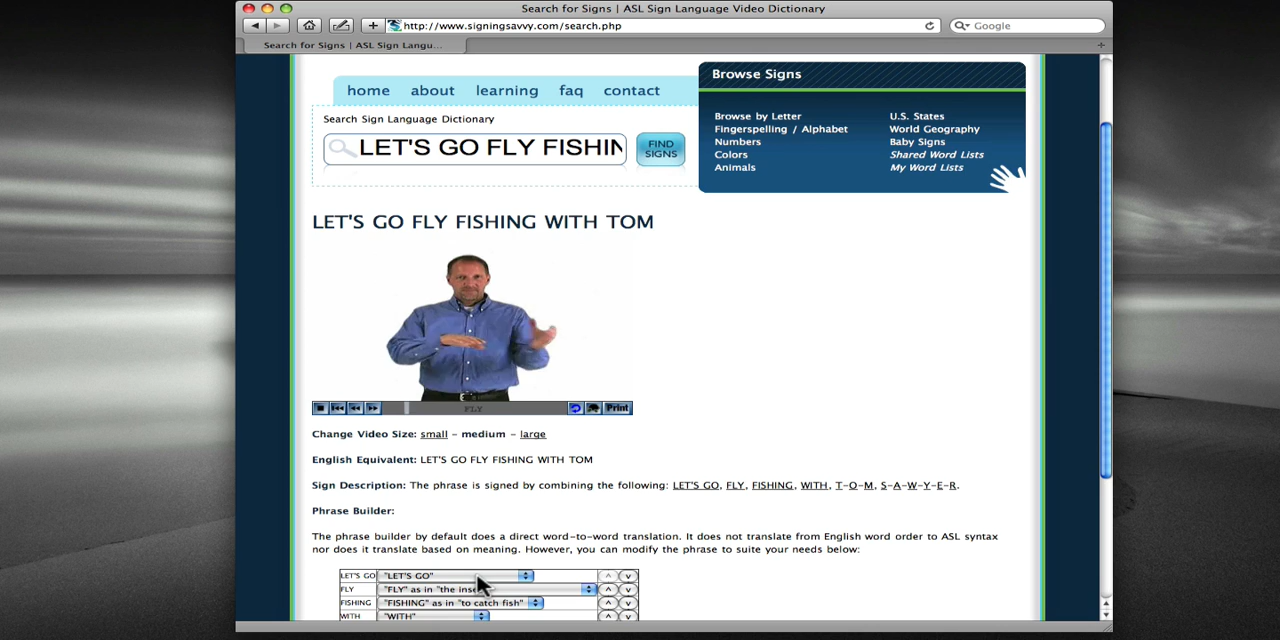 Search for Signs | ASL Sign Language Video Dictionary
http://www.signingsavvy.com/search.php
Google
Search for Signs | ASL Sign Langu...
home about learning faq contact
Search Sign Language Dictionary
LET'S GO FLY FISHIN
FIND SIGNS
Browse Signs
Browse by Letter
Fingerspelling / Alphabet
Numbers
Colors
Animals
U.S. States
World Geography
Baby Signs
Shared Word Lists
My Word Lists
LET'S GO FLY FISHING WITH TOM
FLY
Print
Change Video Size: small - medium - large
English Equivalent: LET'S GO FLY FISHING WITH TOM
Sign Description: The phrase is signed by combining the following: LET'S GO, FLY, FISHING, WITH, T-O-M, S-A-W-Y-E-R.
Phrase Builder:
The phrase builder by default does a direct word-to-word translation. It does not translate from English word order to ASL syntax
nor does it translate based on meaning. However, you can modify the phrase to suite your needs below:
LET'S GO "LET'S GO" ^ v
FLY "FLY" as in "the inse ^ v
FISHING "FISHING" as in "to catch fish" ^ v
WITH "WITH" ^ v